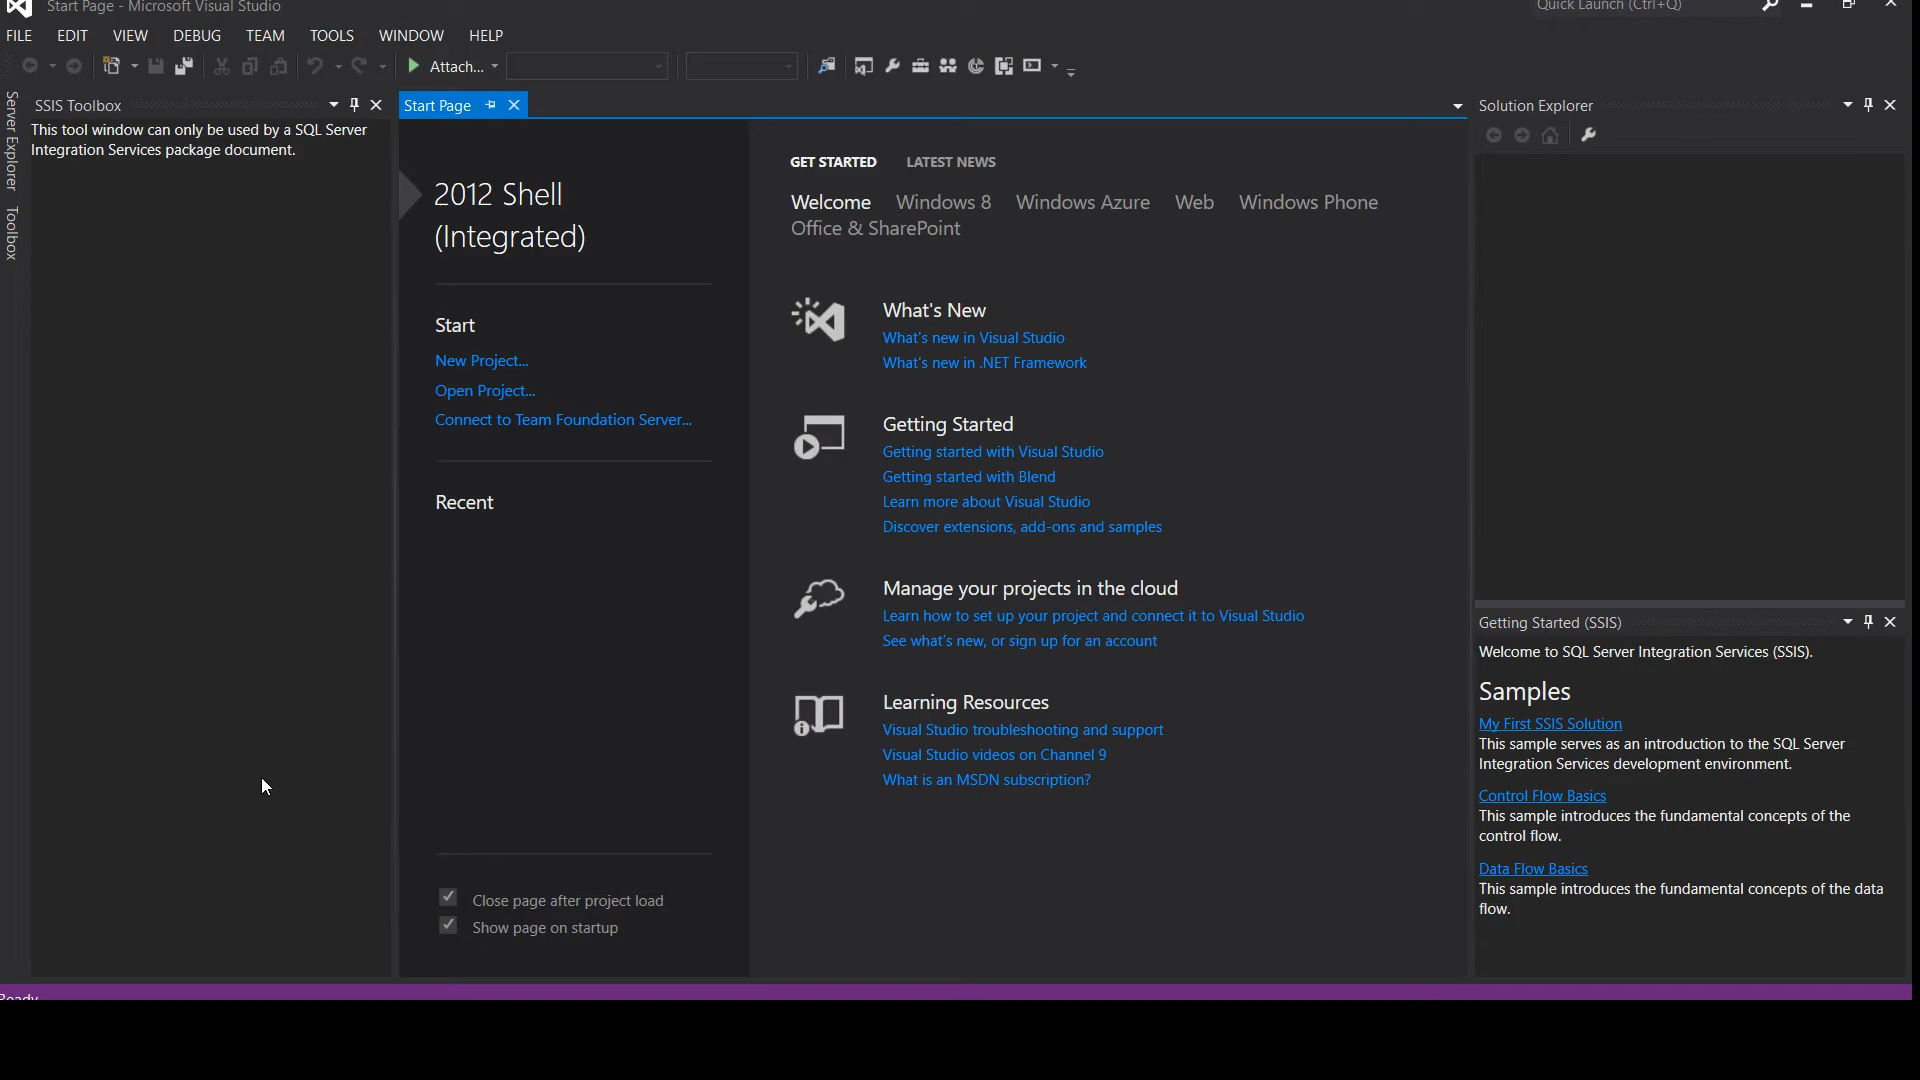 Start Page - Microsoft Visual Studio
Quick Launch (Ctrl+Q)
FILE EDIT VIEW DEBUG TEAM TOOLS WINDOW HELP
Attach...
Server Explorer
Toolbox
SSIS Toolbox
This tool window can only be used by a SQL Server
Integration Services package document.
Start Page
2012 Shell
(Integrated)
Start
New Project...
Open Project...
Connect to Team Foundation Server...
Recent
Close page after project load
Show page on startup
GET STARTED LATEST NEWS
Welcome Windows 8 Windows Azure Web Windows Phone
Office & SharePoint
What's New
What's new in Visual Studio
What's new in .NET Framework
Getting Started
Getting started with Visual Studio
Getting started with Blend
Learn more about Visual Studio
Discover extensions, add-ons and samples
Manage your projects in the cloud
Learn how to set up your project and connect it to Visual Studio
See what's new, or sign up for an account
Learning Resources
Visual Studio troubleshooting and support
Visual Studio videos on Channel 9
What is an MSDN subscription?
Solution Explorer
Getting Started (SSIS)
Welcome to SQL Server Integration Services (SSIS).
Samples
My First SSIS Solution
This sample serves as an introduction to the SQL Server
Integration Services development environment.
Control Flow Basics
This sample introduces the fundamental concepts of the
control flow.
Data Flow Basics
This sample introduces the fundamental concepts of the data
flow.
Ready